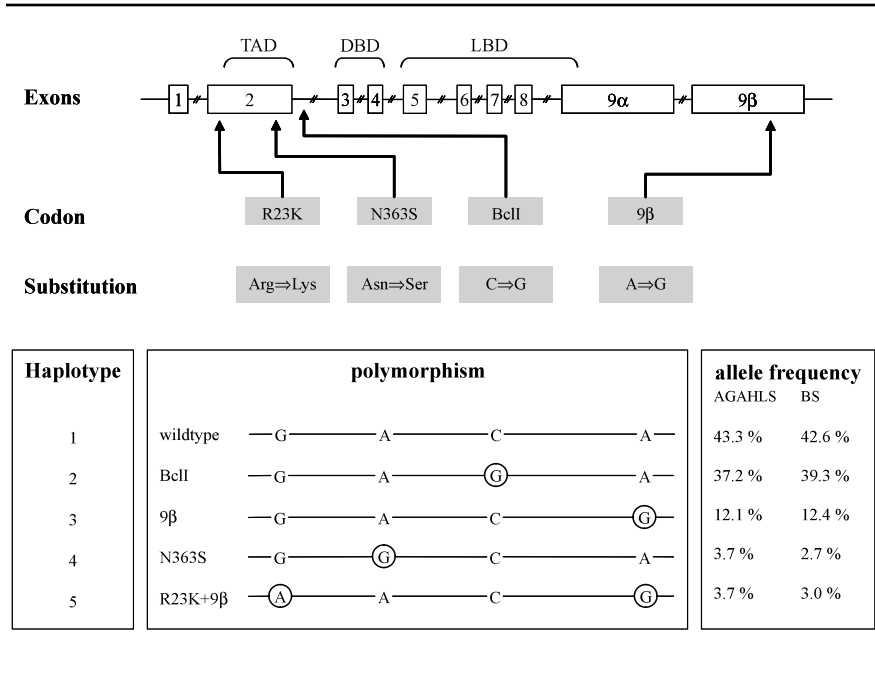 TAD DBD LBD
Exons 1 2 3 4 5 6 7 8 9α 9β
Codon R23K N363S BclI 9β
Substitution Arg⇒Lys Asn⇒Ser C⇒G A⇒G
Haplotype polymorphism allele frequency
AGAHLS BS
1 wildtype G A C A 43.3 % 42.6 %
2 BclI G A G A 37.2 % 39.3 %
3 9β G A C G 12.1 % 12.4 %
4 N363S G G C A 3.7 % 2.7 %
5 R23K+9β A A C G 3.7 % 3.0 %